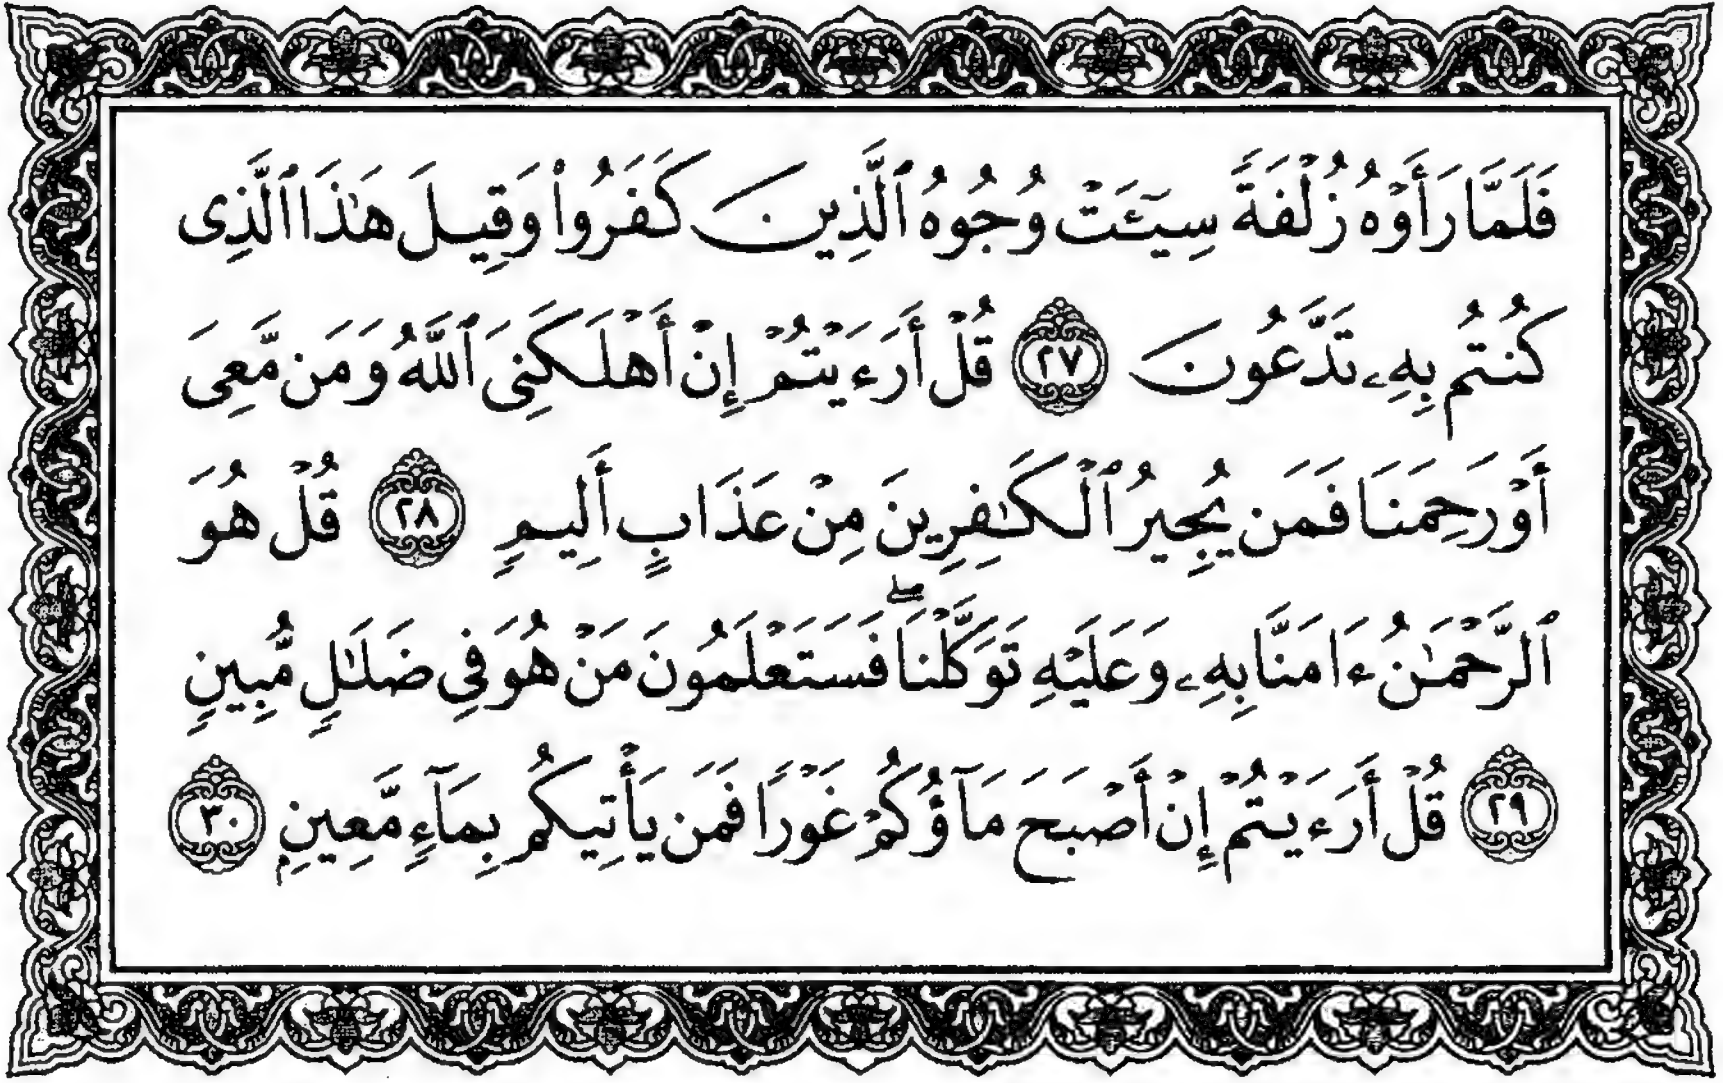 فَلَمَّا رَأَوۡهُ زُلۡفَةٗ سِيٓـَٔتۡ وُجُوهُ ٱلَّذِينَ كَفَرُواْ وَقِيلَ هَٰذَا ٱلَّذِي
كُنتُم بِهِۦ تَدَّعُونَ ٢٧ قُلۡ أَرَءَيۡتُمۡ إِنۡ أَهۡلَكَنِيَ ٱللَّهُ وَمَن مَّعِيَ
أَوۡ رَحِمَنَا فَمَن يُجِيرُ ٱلۡكَٰفِرِينَ مِنۡ عَذَابٍ أَلِيمٖ ٢٨ قُلۡ هُوَ
ٱلرَّحۡمَٰنُ ءَامَنَّا بِهِۦ وَعَلَيۡهِ تَوَكَّلۡنَاۖ فَسَتَعۡلَمُونَ مَنۡ هُوَ فِي ضَلَٰلٖ مُّبِينٖ
٢٩ قُلۡ أَرَءَيۡتُمۡ إِنۡ أَصۡبَحَ مَآؤُكُمۡ غَوۡرٗا فَمَن يَأۡتِيكُم بِمَآءٖ مَّعِينِۭ ٣٠